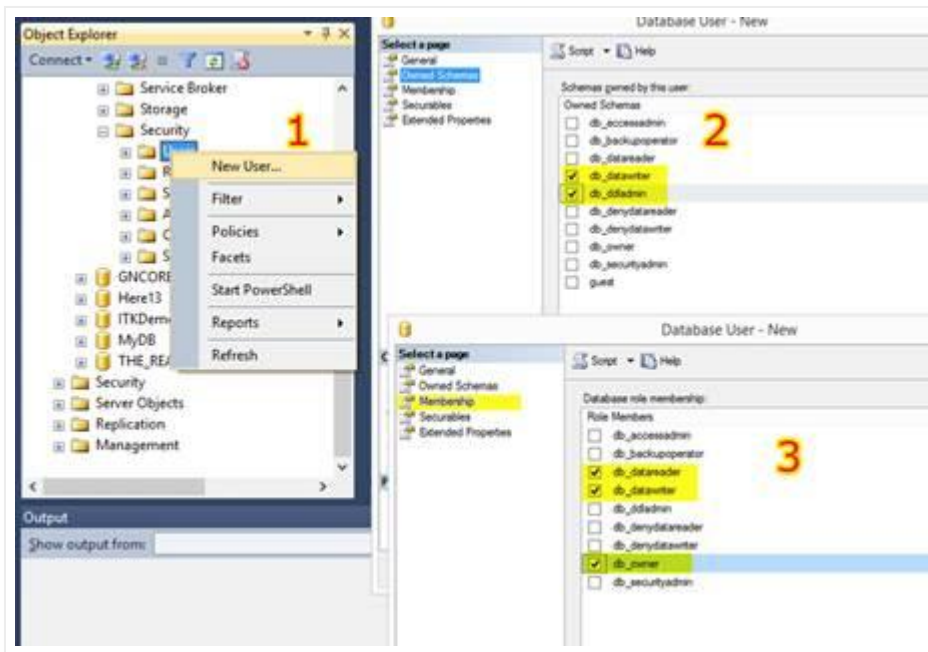 Object Explorer
Connect
Service Broker
Storage
Security
1
New User...
Filter
Policies
Facets
Start PowerShell
Reports
Refresh
R
S
A
C
S
GNCORE
Here13
ITKDem
MyDB
THE_REA
Security
Server Objects
Replication
Management
Output
Show output from:
Database User - New
Select a page
General
Owned Schemas
Membership
Securables
Extended Properties
Script Help
Schemas owned by this user:
Owned Schemas
db_accessadmin
db_backupoperator
db_datareader
db_datawriter
db_ddladmin
db_denydatareader
db_denydatawriter
db_owner
db_securityadmin
guest
2
Database User - New
Select a page
General
Owned Schemas
Membership
Securables
Extended Properties
Script Help
Database role membership:
Role Members
db_accessadmin
db_backupoperator
db_datareader
db_datawriter
db_ddladmin
db_denydatareader
db_denydatawriter
db_owner
db_securityadmin
3